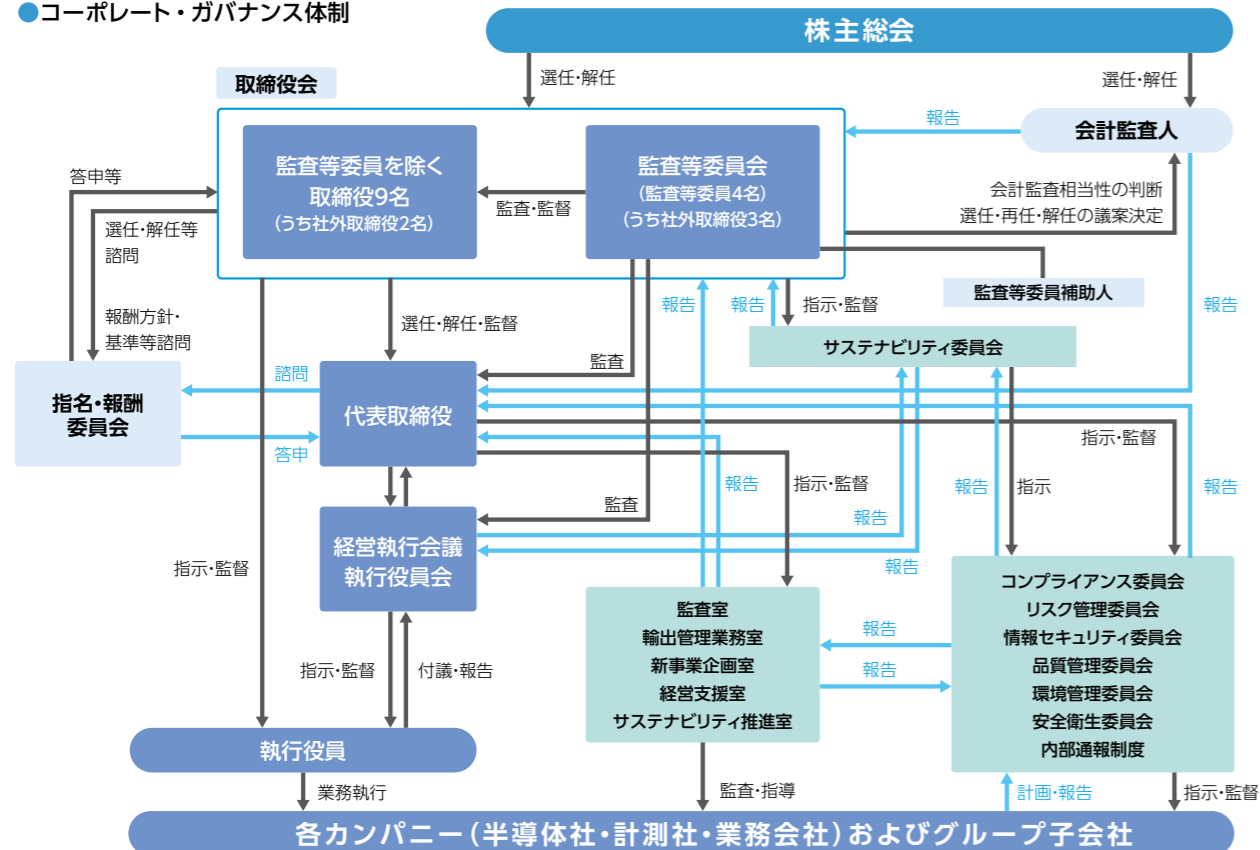 ●コーポレート・ガバナンス体制
株主総会
選任・解任
選任・解任
取締役会
会計監査人
報告
監査等委員を除く
取締役9名
(うち社外取締役2名)
監査・監督
監査等委員会
(監査等委員4名)
(うち社外取締役3名)
会計監査相当性の判断
選任・再任・解任の議案決定
答申等
選任・解任等
諮問
報酬方針・
基準等諮問
監査等委員補助人
選任・解任・監督
報告
報告
指示・監督
報告
サステナビリティ委員会
監査
指名・報酬
委員会
諮問
答申
代表取締役
指示・監督
報告
指示・監督
報告
指示
報告
監査
報告
報告
経営執行会議
執行役員会
指示・監督
監査室
輸出管理業務室
新事業企画室
経営支援室
サステナビリティ推進室
報告
報告
コンプライアンス委員会
リスク管理委員会
情報セキュリティ委員会
品質管理委員会
環境管理委員会
安全衛生委員会
内部通報制度
指示・監督
付議・報告
執行役員
業務執行
監査・指導
計画・報告
指示・監督
各カンパニー(半導体社・計測社・業務会社)およびグループ子会社